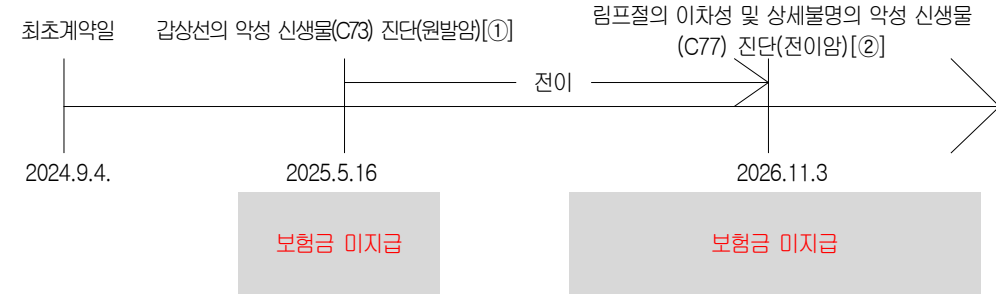 최초계약일
갑상선의 악성 신생물(C73) 진단(원발암)[①]
림프절의 이차성 및 상세불명의 악성 신생물
(C77) 진단(전이암)[②]
전이
2024.9.4.
2025.5.16
2026.11.3
보험금 미지급
보험금 미지급